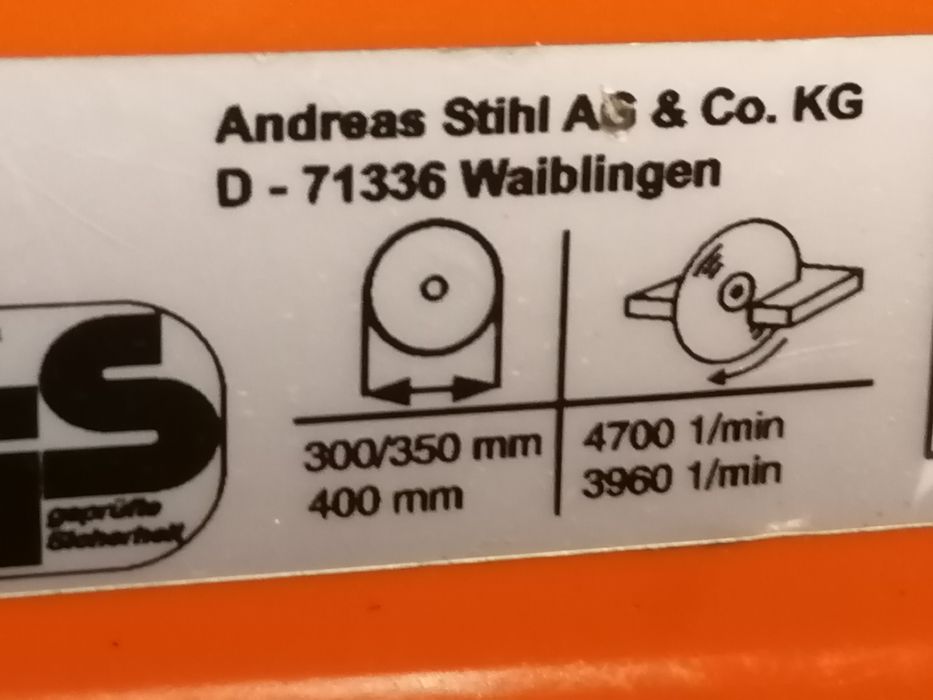 Andreas Stihl AG & Co. KG
D - 71336 Waiblingen
300/350 mm 4700 1/min
400 mm 3960 1/min
GS
geprüfte
Sicherheit